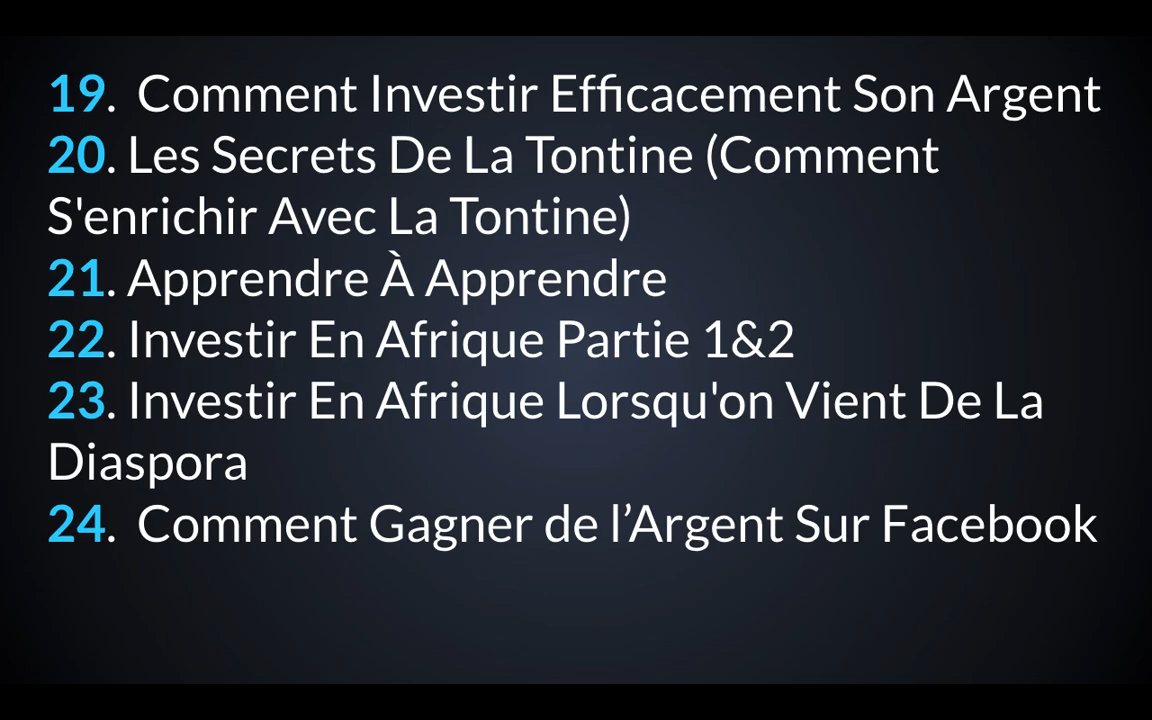 19.  Comment Investir Efficacement Son Argent
20. Les Secrets De La Tontine (Comment
S'enrichir Avec La Tontine)
21. Apprendre À Apprendre
22. Investir En Afrique Partie 1&2
23. Investir En Afrique Lorsqu'on Vient De La
Diaspora
24.  Comment Gagner de l’Argent Sur Facebook